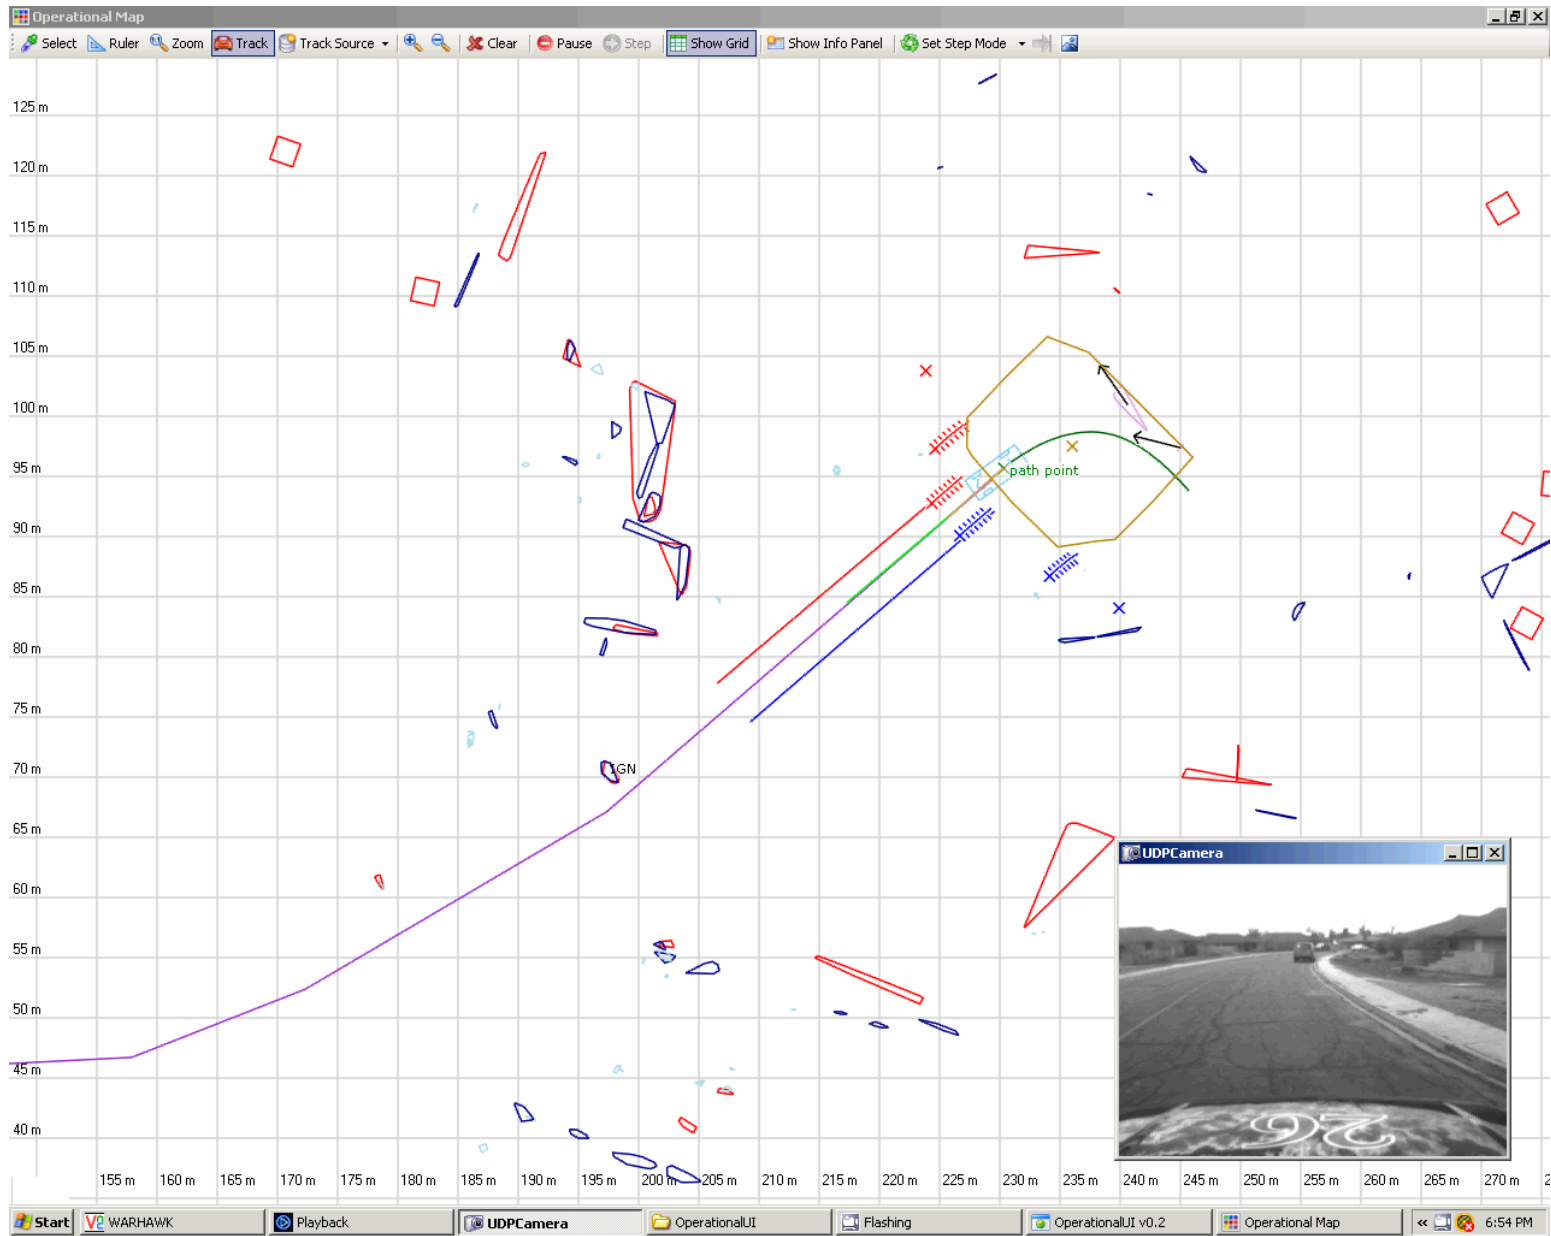 Operational Map
Select Ruler Zoom Track Track Source Clear Pause Step Show Grid Show Info Panel Set Step Mode
125 m
120 m
115 m
110 m
105 m
100 m
95 m
path point
90 m
85 m
80 m
75 m
70 m
IGN
65 m
UDPCamera
60 m
55 m
50 m
45 m
26
40 m
155 m 160 m 165 m 170 m 175 m 180 m 185 m 190 m 195 m 200 m 205 m 210 m 215 m 220 m 225 m 230 m 235 m 240 m 245 m 250 m 255 m 260 m 265 m 270 m 2
Start WARHAWK Playback UDPCamera OperationalUI Flashing OperationalUI v0.2 Operational Map 6:54 PM